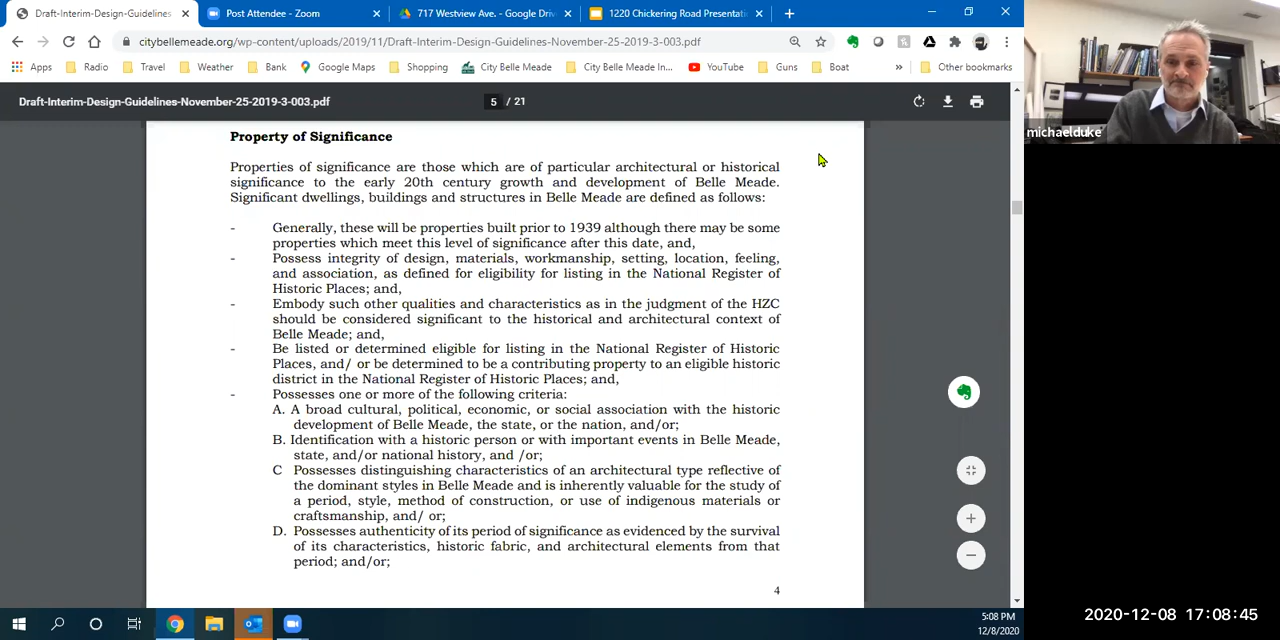 Draft-Interim-Design-Guidelines
Post Attendee - Zoom
717 Westview Ave. - Google Driv
1220 Chickering Road Presentati
citybellemeade.org/wp-content/uploads/2019/11/Draft-Interim-Design-Guidelines-November-25-2019-3-003.pdf
Apps Radio Travel Weather Bank Google Maps Shopping City Belle Meade City Belle Meade In... YouTube Guns Boat » Other bookmarks
Draft-Interim-Design-Guidelines-November-25-2019-3-003.pdf
5 / 21
michaelduke
Property of Significance
Properties of significance are those which are of particular architectural or historical
significance to the early 20th century growth and development of Belle Meade.
Significant dwellings, buildings and structures in Belle Meade are defined as follows:
- Generally, these will be properties built prior to 1939 although there may be some
properties which meet this level of significance after this date, and,
- Possess integrity of design, materials, workmanship, setting, location, feeling,
and association, as defined for eligibility for listing in the National Register of
Historic Places; and,
- Embody such other qualities and characteristics as in the judgment of the HZC
should be considered significant to the historical and architectural context of
Belle Meade; and,
- Be listed or determined eligible for listing in the National Register of Historic
Places, and/ or be determined to be a contributing property to an eligible historic
district in the National Register of Historic Places; and,
- Possesses one or more of the following criteria:
A. A broad cultural, political, economic, or social association with the historic
development of Belle Meade, the state, or the nation, and/or;
B. Identification with a historic person or with important events in Belle Meade,
state, and/or national history, and /or;
C Possesses distinguishing characteristics of an architectural type reflective of
the dominant styles in Belle Meade and is inherently valuable for the study of
a period, style, method of construction, or use of indigenous materials or
craftsmanship, and/ or;
D. Possesses authenticity of its period of significance as evidenced by the survival
of its characteristics, historic fabric, and architectural elements from that
period; and/or;
4
5:08 PM
12/8/2020
2020-12-08 17:08:45